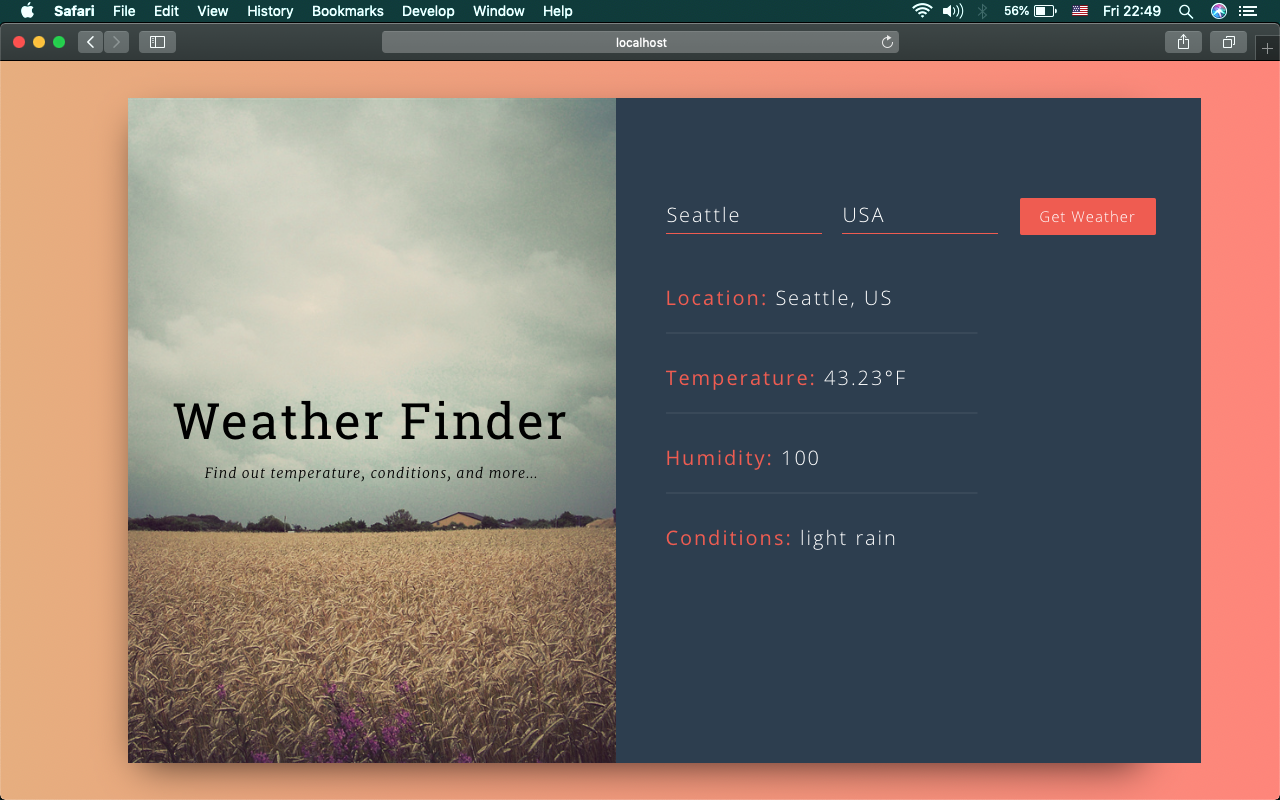 Safari File Edit View History Bookmarks Develop Window Help 56% Fri 22:49
localhost
Weather Finder
Find out temperature, conditions, and more...
Seattle USA Get Weather
Location: Seattle, US
Temperature: 43.23°F
Humidity: 100
Conditions: light rain